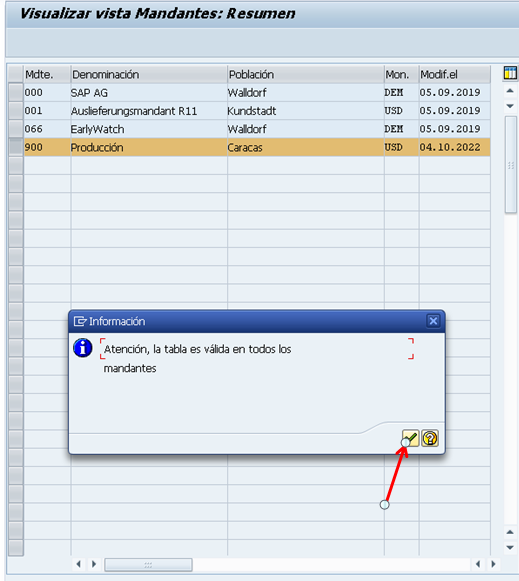 Visualizar vista Mandantes: Resumen
Mdte. Denominación Población Mon. Modif.el
000 SAP AG Walldorf DEM 05.09.2019
001 Auslieferungsmandant R11 Kundstadt USD 05.09.2019
066 EarlyWatch Walldorf DEM 05.09.2019
900 Producción Caracas USD 04.10.2022
Información
Atención, la tabla es válida en todos los
mandantes